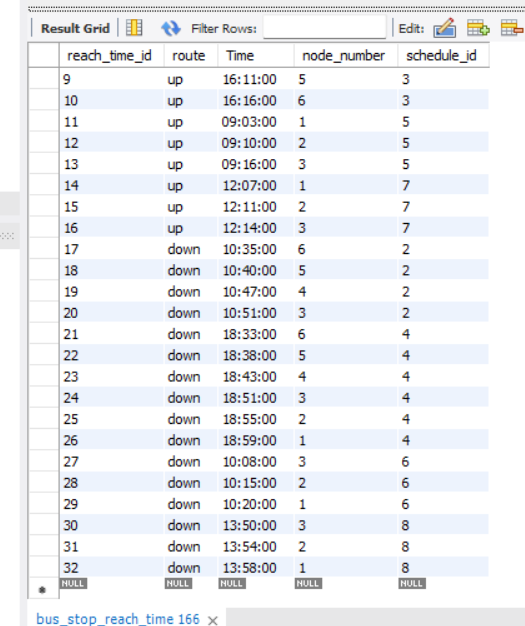 Result Grid Filter Rows: Edit:
reach_time_id route Time node_number schedule_id
9 up 16:11:00 5 3
10 up 16:16:00 6 3
11 up 09:03:00 1 5
12 up 09:10:00 2 5
13 up 09:16:00 3 5
14 up 12:07:00 1 7
15 up 12:11:00 2 7
16 up 12:14:00 3 7
17 down 10:35:00 6 2
18 down 10:40:00 5 2
19 down 10:47:00 4 2
20 down 10:51:00 3 2
21 down 18:33:00 6 4
22 down 18:38:00 5 4
23 down 18:43:00 4 4
24 down 18:51:00 3 4
25 down 18:55:00 2 4
26 down 18:59:00 1 4
27 down 10:08:00 3 6
28 down 10:15:00 2 6
29 down 10:20:00 1 6
30 down 13:50:00 3 8
31 down 13:54:00 2 8
32 down 13:58:00 1 8
NULL NULL NULL NULL NULL
bus_stop_reach_time 166